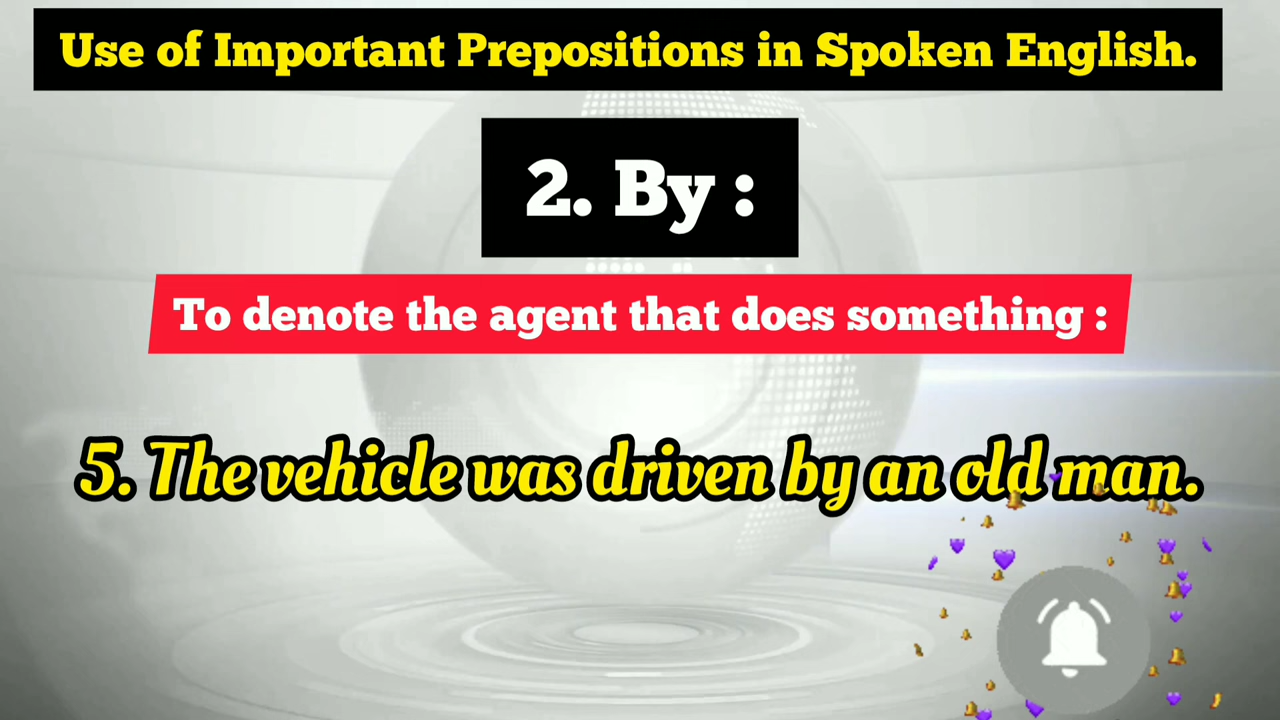 Use of Important Prepositions in Spoken English.
2. By :
To denote the agent that does something :
5. The vehicle was driven by an old man.